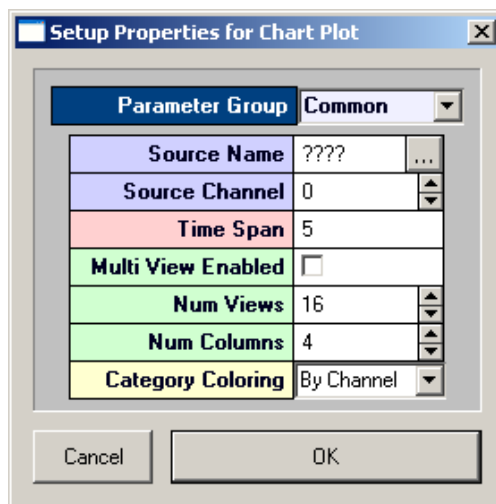 Setup Properties for Chart Plot
Parameter Group Common
Source Name ???? ...
Source Channel 0
Time Span 5
Multi View Enabled
Num Views 16
Num Columns 4
Category Coloring By Channel
Cancel OK